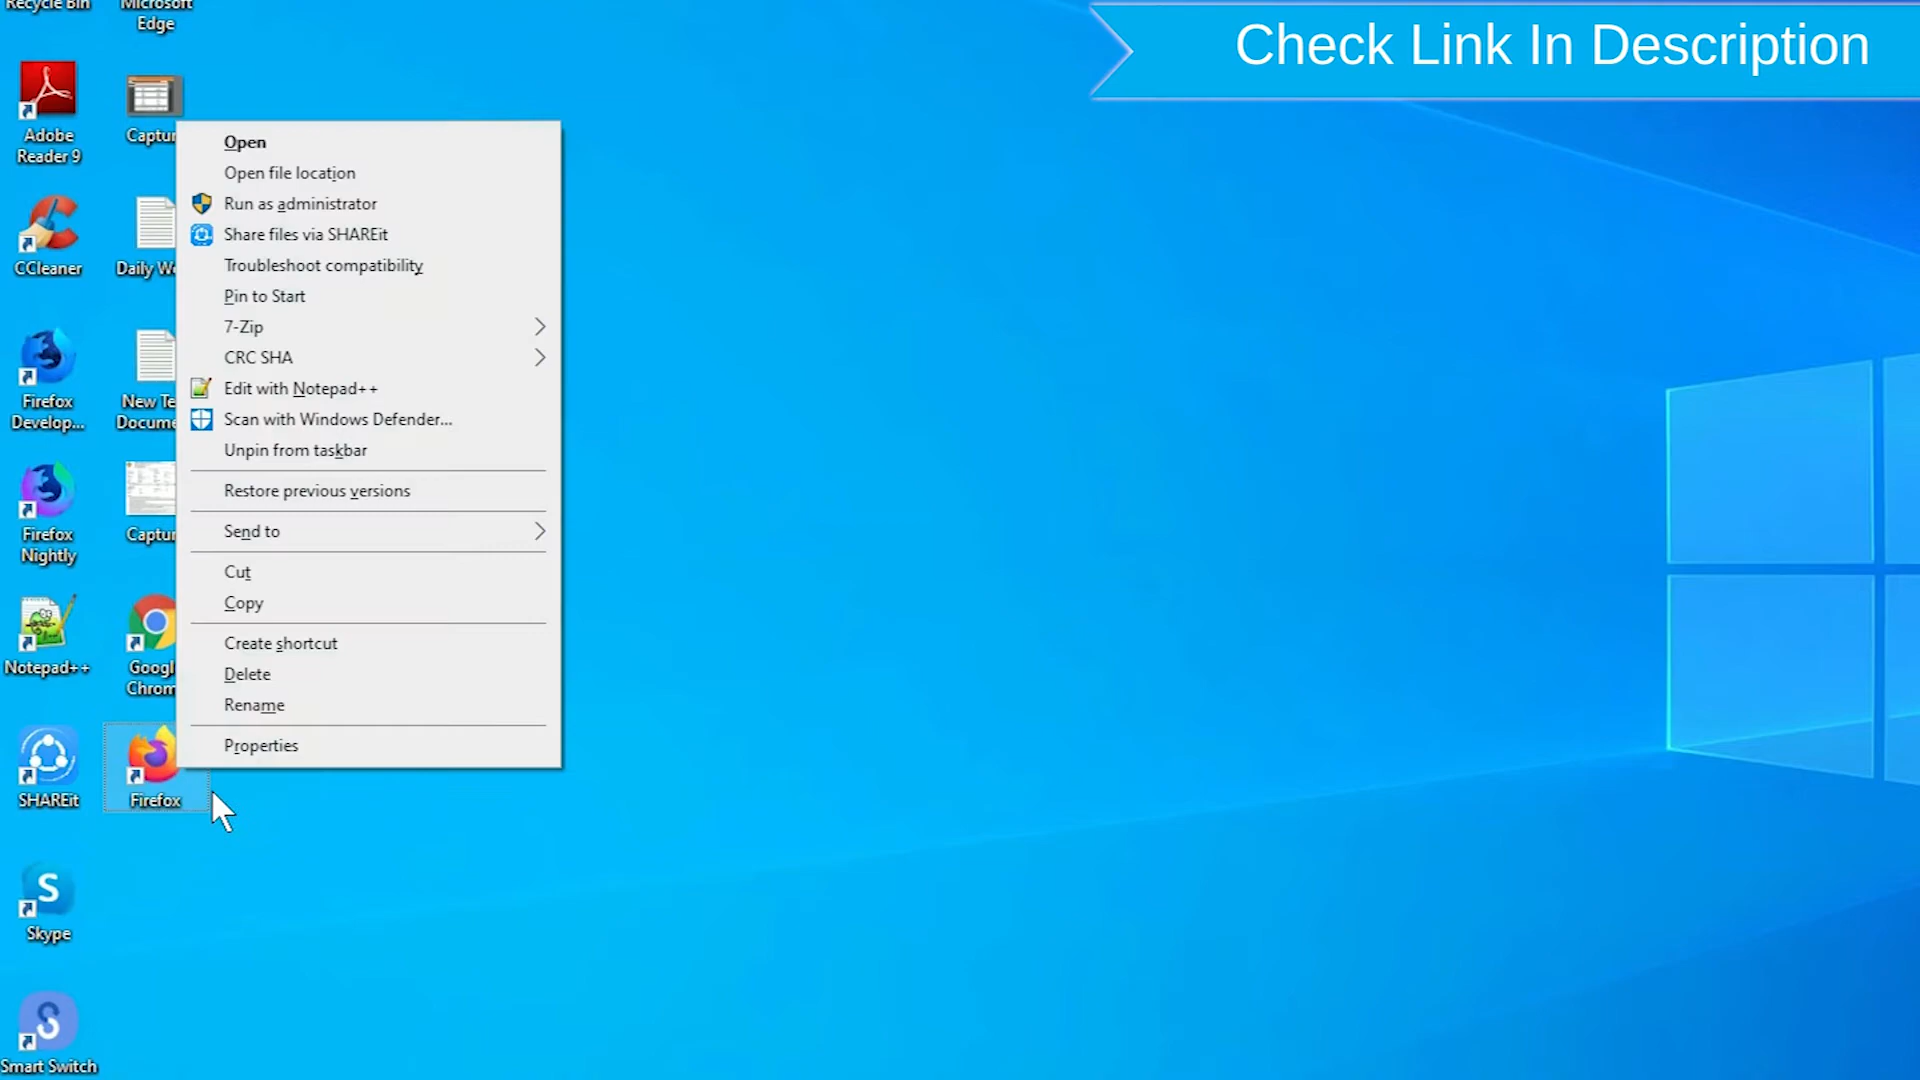 Recycle Bin
Microsoft
Edge
Check Link In Description
Adobe
Reader 9
Captur
CCleaner
Daily Wo
Firefox
Develop...
New Te
Docume
Firefox
Nightly
Captur
Notepad++
Googl
Chrom
SHAREit
Firefox
Skype
Smart Switch
Open
Open file location
Run as administrator
Share files via SHAREit
Troubleshoot compatibility
Pin to Start
7-Zip
CRC SHA
Edit with Notepad++
Scan with Windows Defender...
Unpin from taskbar
Restore previous versions
Send to
Cut
Copy
Create shortcut
Delete
Rename
Properties